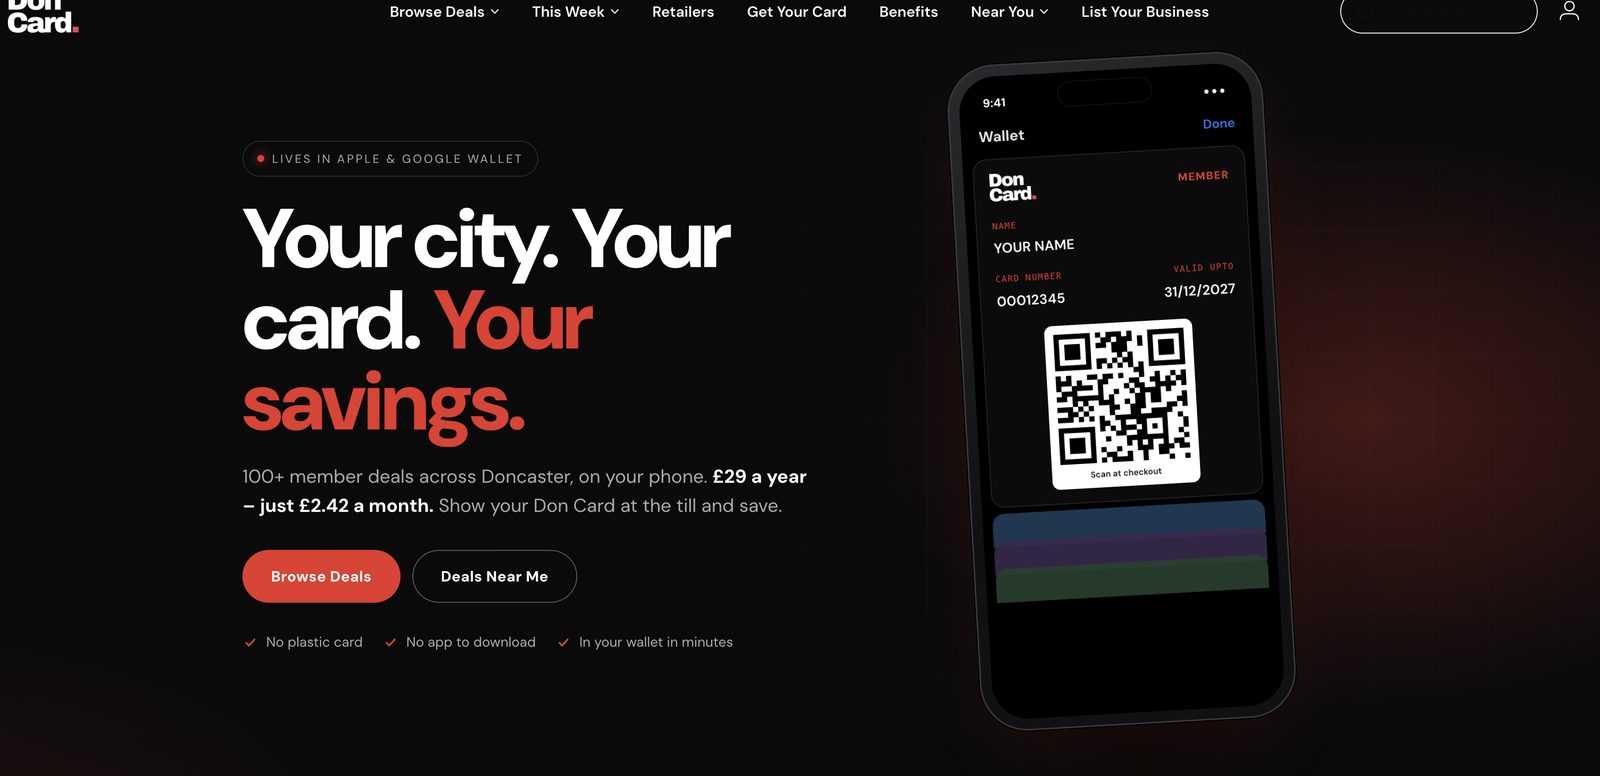 Don
Card.
Browse Deals
This Week
Retailers
Get Your Card
Benefits
Near You
List Your Business
I'm looking for...
LIVES IN APPLE & GOOGLE WALLET
Your city. Your
card. Your
savings.
100+ member deals across Doncaster, on your phone. £29 a year
– just £2.42 a month. Show your Don Card at the till and save.
Browse Deals
Deals Near Me
No plastic card
No app to download
In your wallet in minutes
9:41
Wallet
Done
Don
Card.
MEMBER
NAME
YOUR NAME
CARD NUMBER
VALID UPTO
00012345
31/12/2027
Scan at checkout